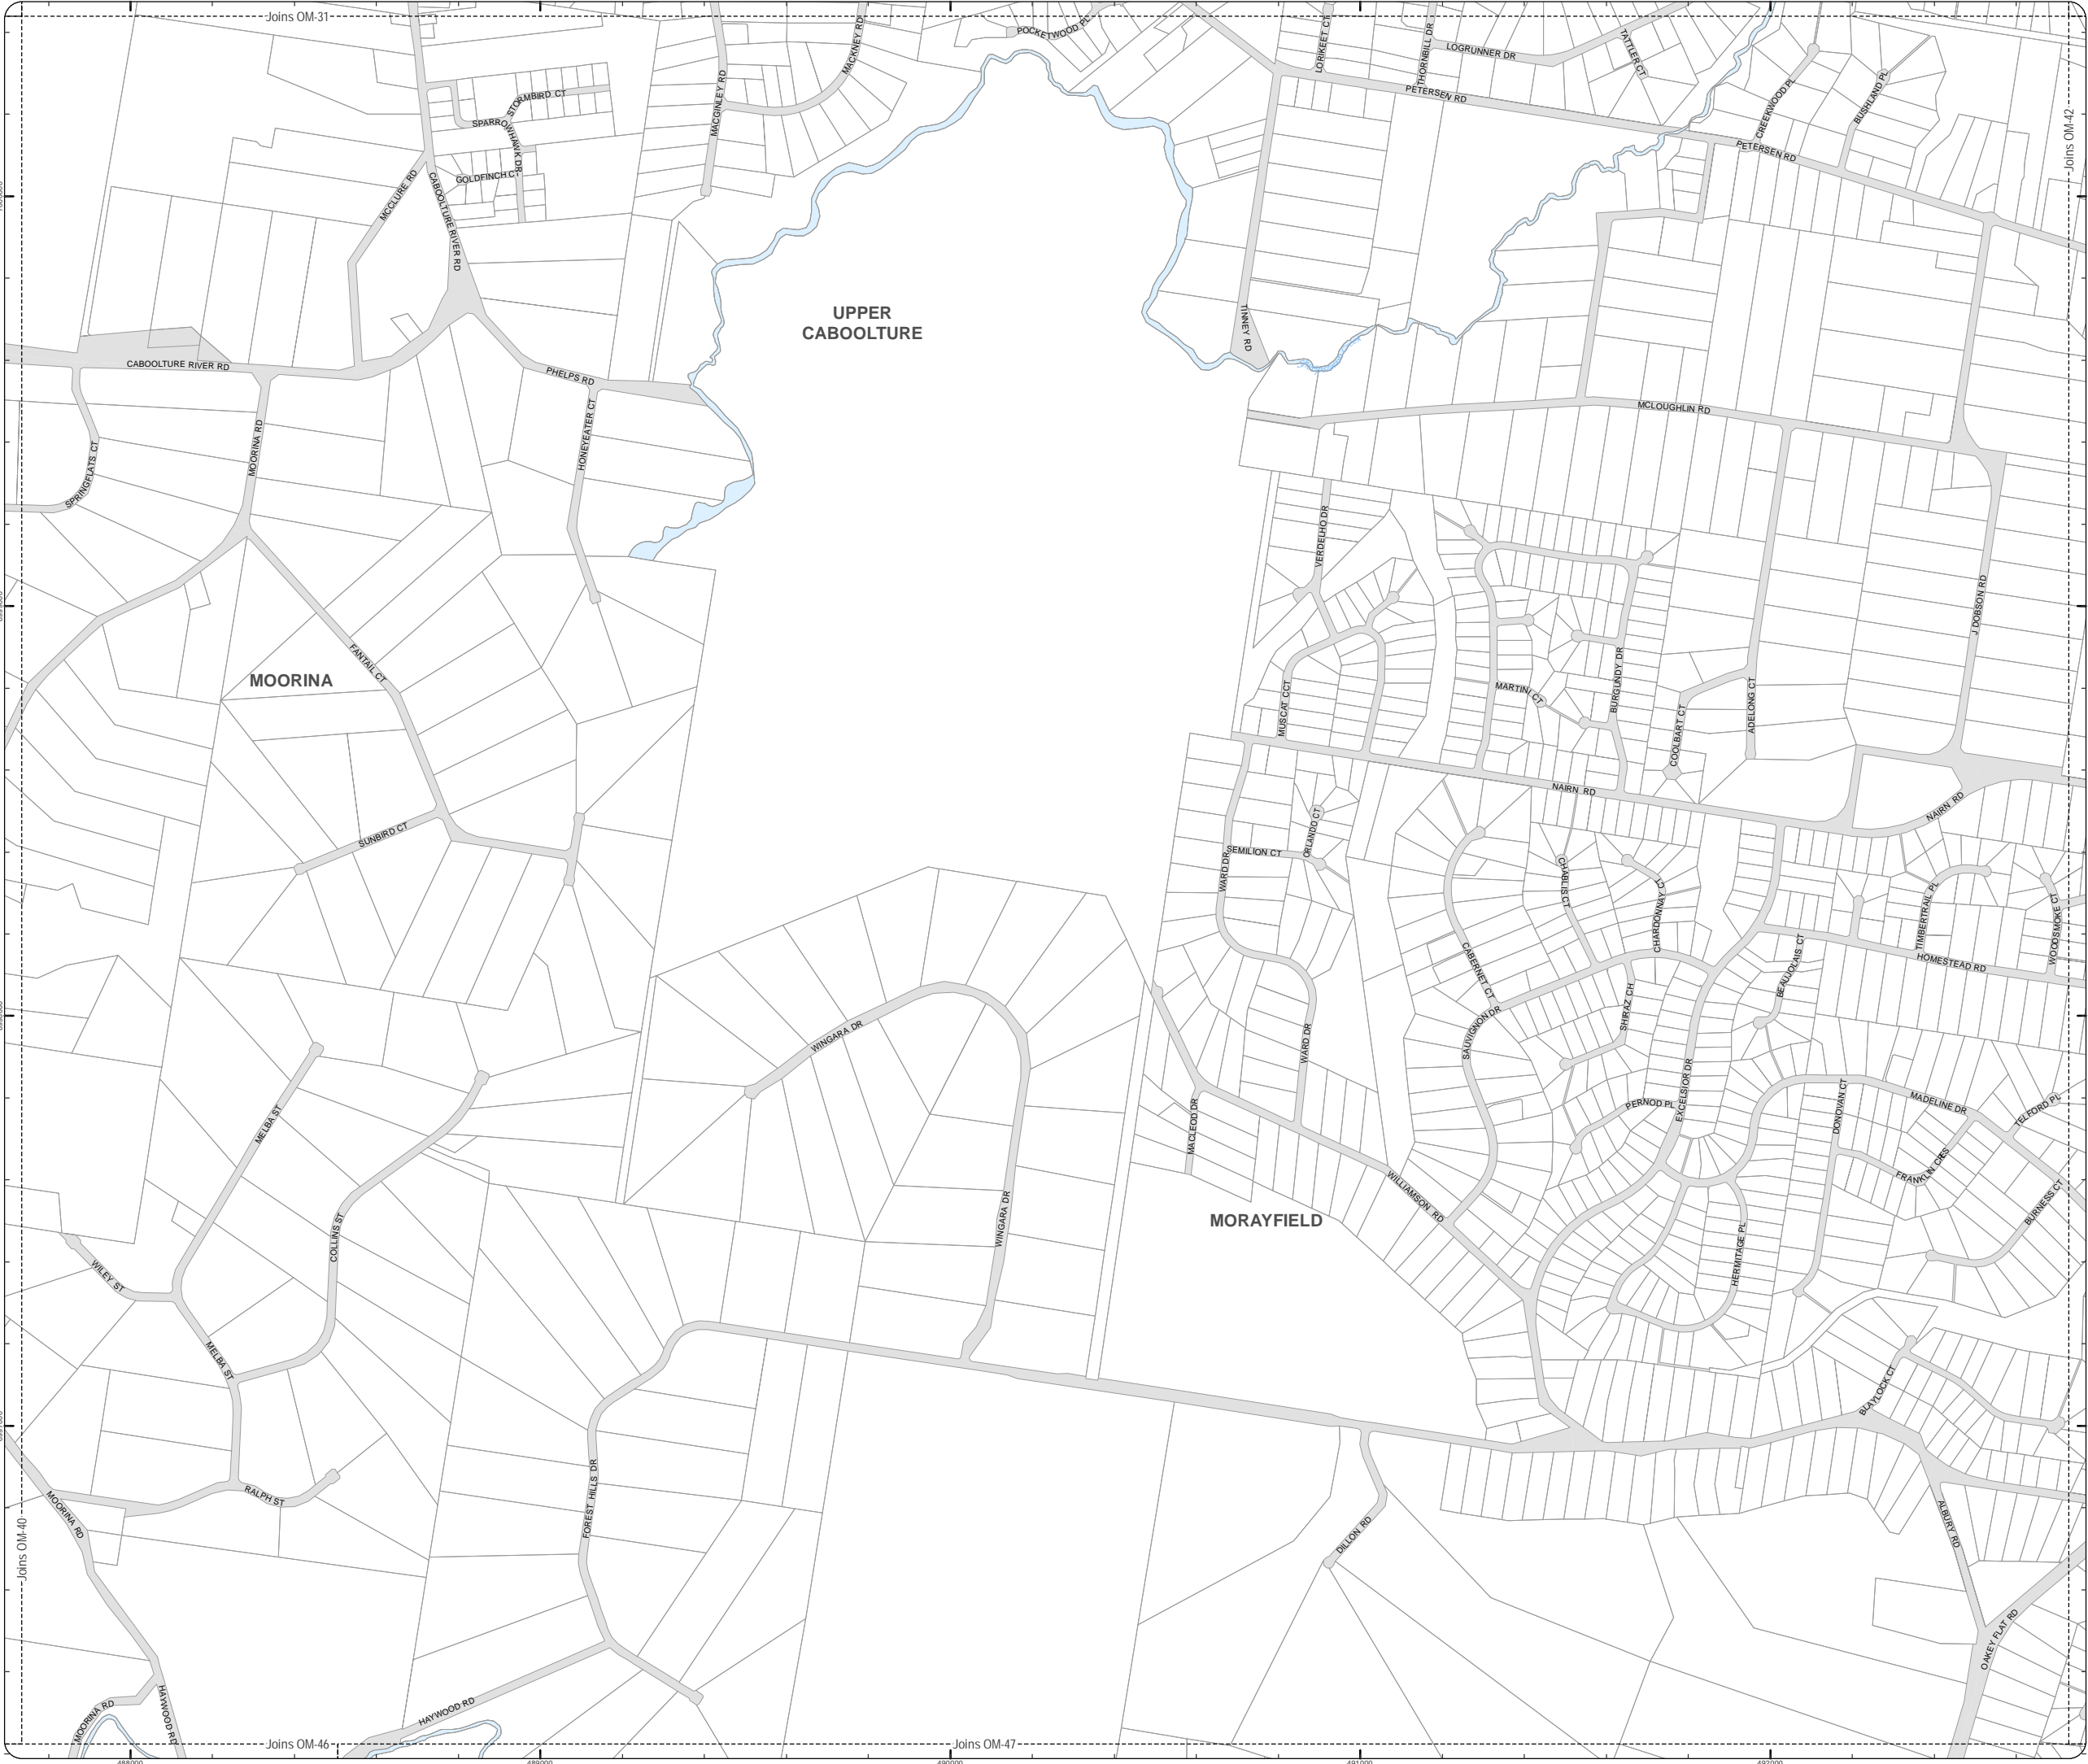 Joins OM-31
POCKETWOOD PL
MACKNEY RD
LORIKEET CT
THORNBILL DR
LOGRUNNER DR
TATTLER CT
PETERSEN RD
CREEKWOOD PL
BUSHLAND PL
STORMBIRD CT
SPARROWHAWK DR
MACGINLEY RD
PETERSEN RD
Joins OM-42
GOLDFINCH CT
MCCLURE RD
CABOOLTURE RIVER RD
UPPER
CABOOLTURE
TINNEY RD
CABOOLTURE RIVER RD
PHELPS RD
MCLOUGHLIN RD
HONEYEATER CT
MOORINA RD
SPRINGFLATS CT
VERDELHO DR
J DOBSON RD
FANTAIL CT
MOORINA
MUSCAT CCT
MARTINI CT
BURGUNDY DR
COOLBART CT
ADELONG CT
NAIRN RD
NAIRN RD
SUNBIRD CT
ORLANDO CT
SEMILION CT
WARD DR
CHABLIS CT
CHARDONNAY CT
TIMBERTRAIL PL
WOODSMOKE CT
CABERNET CT
BEAUJOLAIS CT
HOMESTEAD RD
SHIRAZ CH
SAUVIGNON DR
WINGARA DR
WARD DR
EXCELSIOR DR
PERNOD PL
DONOVAN CT
MADELINE DR
TELFORD PL
MELBA ST
MACLEOD DR
FRANKLIN CRES
BURNESS CT
WILLIAMSON RD
MORAYFIELD
WINGARA DR
COLLINS ST
HERMITAGE PL
WILEY ST
MELBA ST
BLAYLOCK CT
RALPH ST
FOREST HILLS DR
MOORINA RD
DILLON RD
ALBURY RD
Joins OM-40
OAKEY FLAT RD
HAYWOOD RD
MOORINA RD
HAYWOOD RD
Joins OM-46
Joins OM-47
488000
489000
490000
491000
492000